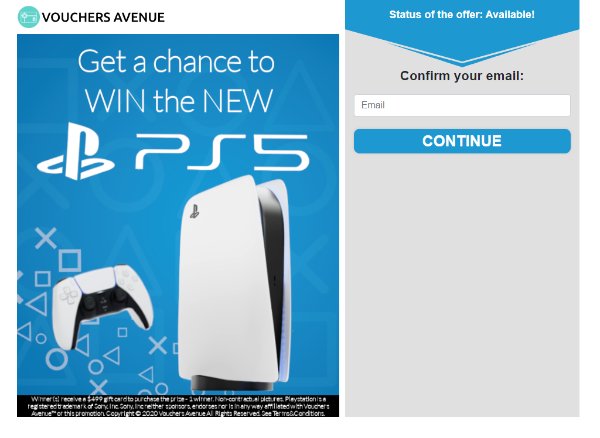 VOUCHERS AVENUE
Get a chance to
WIN the NEW
PS5
Winner(s) receive a $499 gift card to purchase the prize - 1 winner. Non-contractual pictures. Playstation is a
registered trademark of Sony, Inc. Sony, Inc neither sponsors, endorses nor is in any way affiliated with Vouchers
Avenue™ or this promotion. Copyright © 2020 Vouchers Avenue All Rights Reserved. See Terms&Conditions.
Status of the offer: Available!
Confirm your email:
Email
CONTINUE